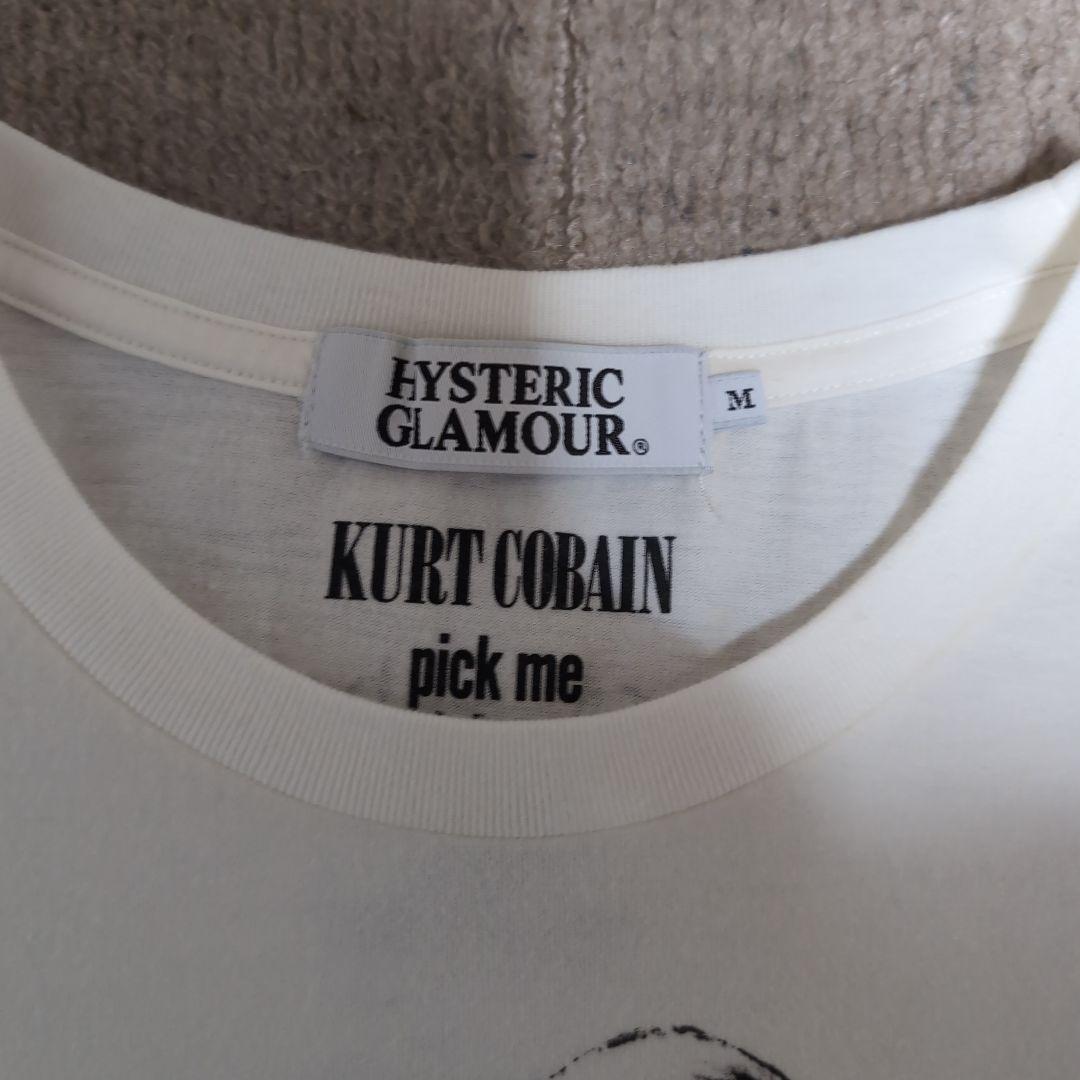 HYSTERIC
GLAMOUR®
M
KURT COBAIN
pick me